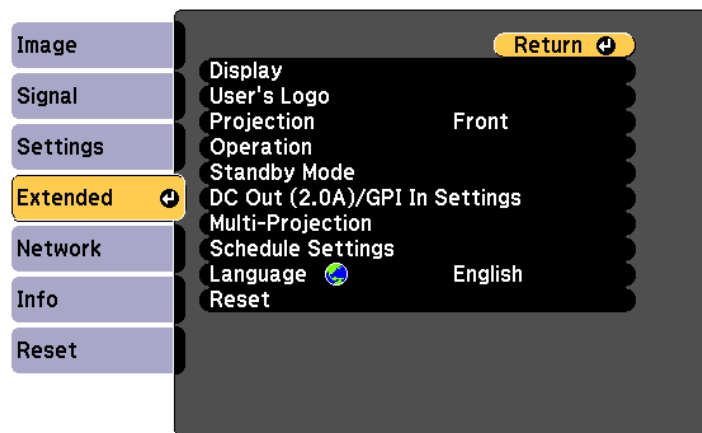 Image
Signal
Settings
Extended
Network
Info
Reset
Return
Display
User's Logo
Projection Front
Operation
Standby Mode
DC Out (2.0A)/GPI In Settings
Multi-Projection
Schedule Settings
Language English
Reset